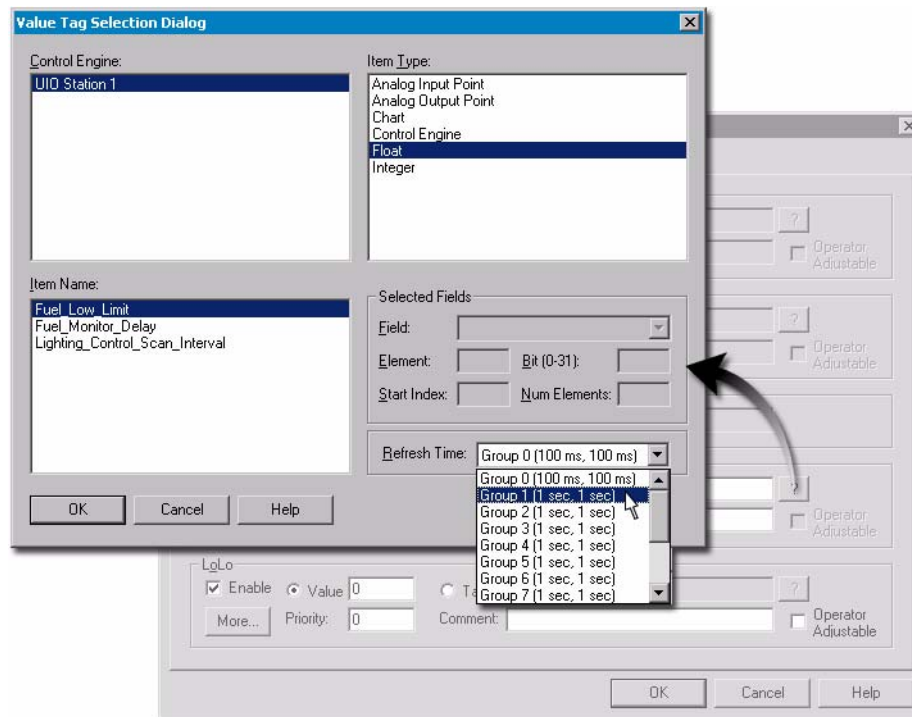 Value Tag Selection Dialog
Control Engine:
UIO Station 1
Item Type:
Analog Input Point
Analog Output Point
Chart
Control Engine
Float
Integer
Item Name:
Fuel_Low_Limit
Fuel_Monitor_Delay
Lighting_Control_Scan_Interval
Selected Fields
Field:
Element:
Bit (0-31):
Start Index:
Num Elements:
Refresh Time:
Group 0 (100 ms, 100 ms)
Group 0 (100 ms, 100 ms)
Group 1 (1 sec, 1 sec)
Group 2 (1 sec, 1 sec)
Group 3 (1 sec, 1 sec)
Group 4 (1 sec, 1 sec)
Group 5 (1 sec, 1 sec)
Group 6 (1 sec, 1 sec)
Group 7 (1 sec, 1 sec)
OK
Cancel
Help
?
Operator
Adjustable
?
Operator
Adjustable
?
Operator
Adjustable
LoLo
Enable
Value
0
?
More...
Priority:
0
Comment:
Operator
Adjustable
OK
Cancel
Help